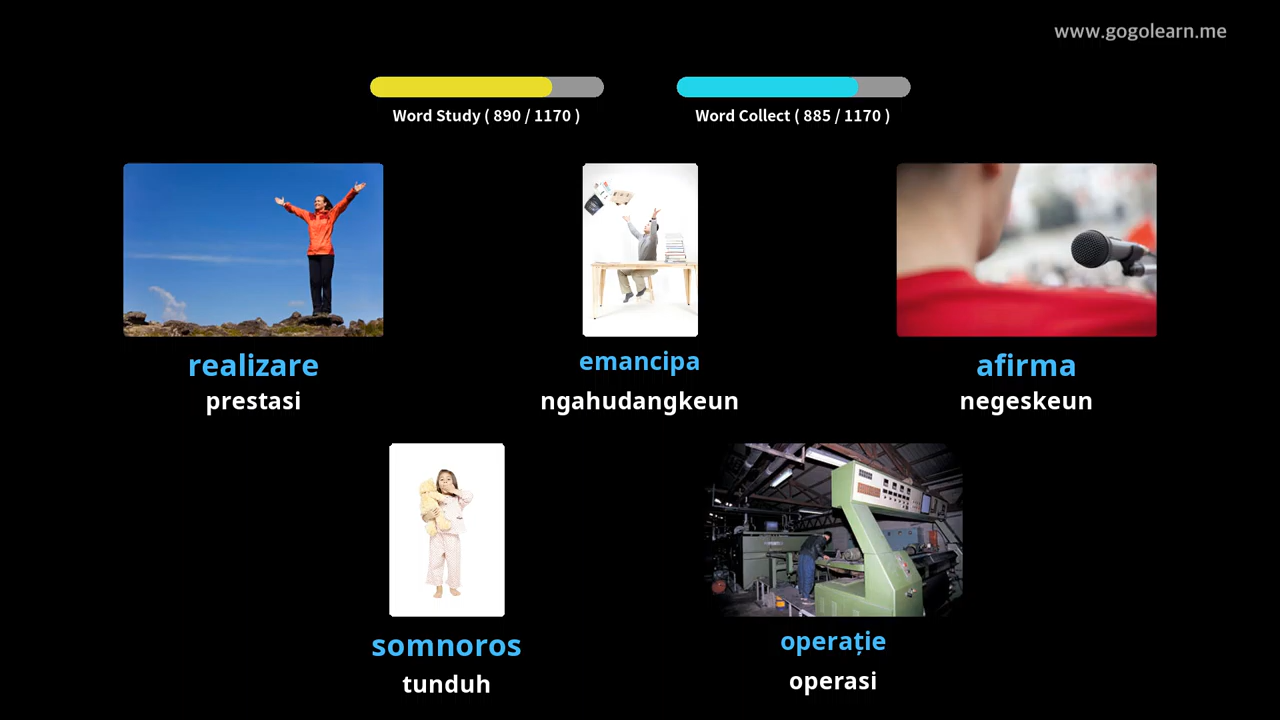 www.gogolearn.me
Word Study ( 890 / 1170 )
Word Collect ( 885 / 1170 )
realizare
prestasi
emancipa
ngahudangkeun
afirma
negeskeun
somnoros
tunduh
operație
operasi